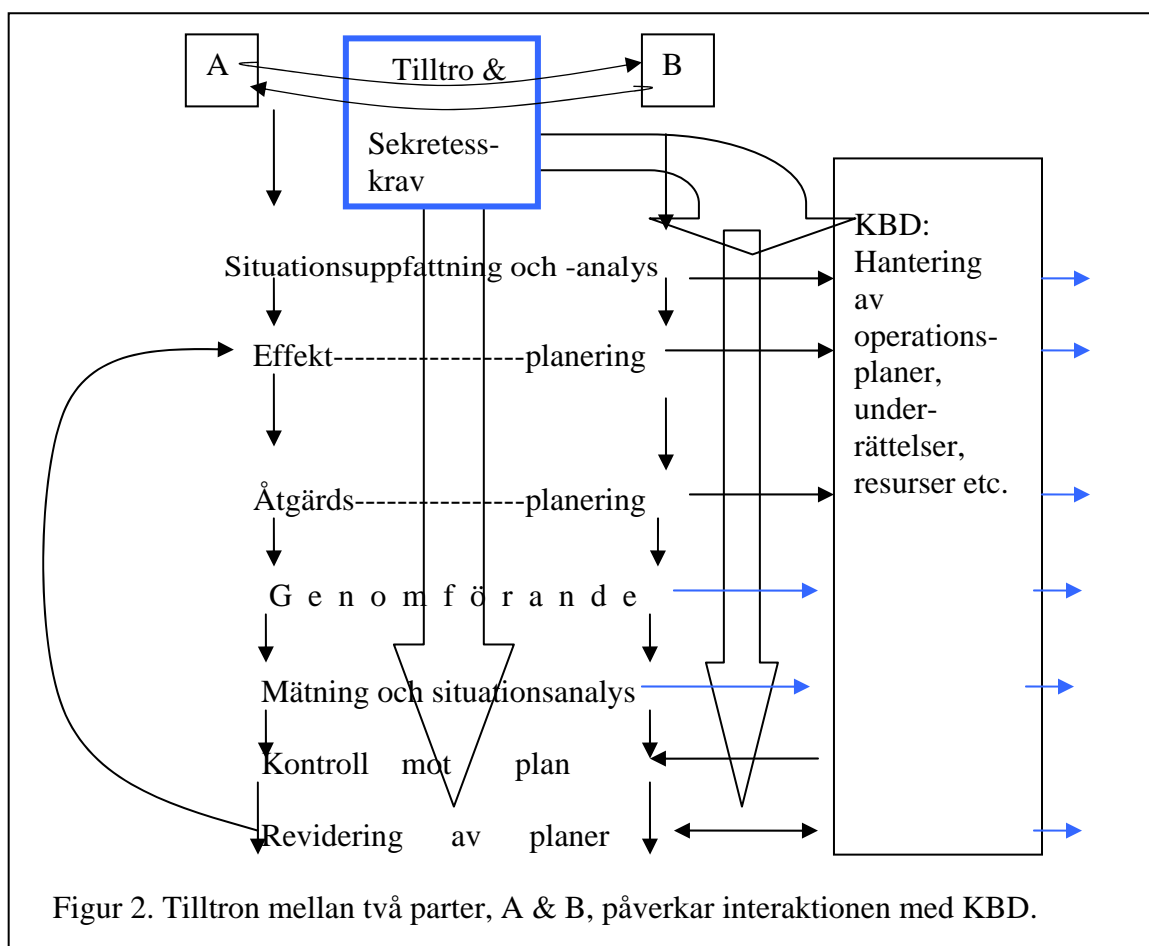 A
Tilltro &
B
Sekretess-
krav
Situationsuppfattning och -analys
Effekt-------------------planering
Åtgärds-----------------planering
G e n o m f ö r a n d e
Mätning och situationsanalys
Kontroll mot plan
Revidering av planer
KBD:
Hantering
av
operations-
planer,
under-
rättelser,
resurser etc.
Figur 2. Tilltron mellan två parter, A & B, påverkar interaktionen med KBD.